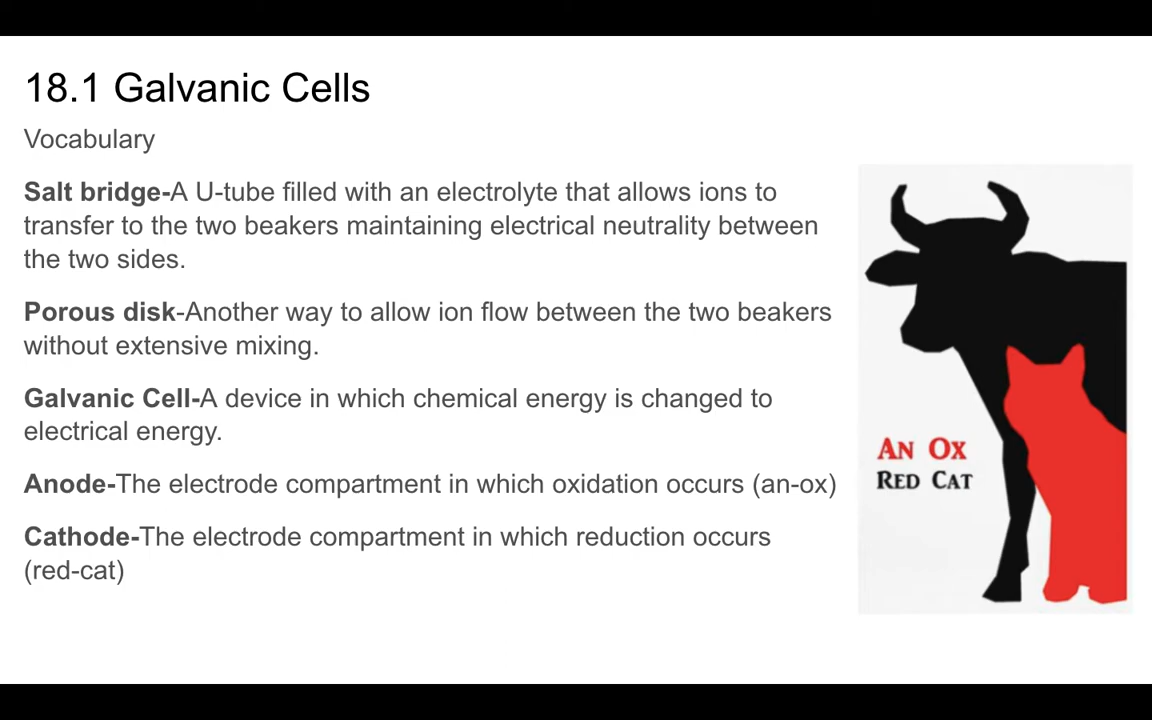 18.1 Galvanic Cells
Vocabulary
Salt bridge-A U-tube filled with an electrolyte that allows ions to
transfer to the two beakers maintaining electrical neutrality between
the two sides.
Porous disk-Another way to allow ion flow between the two beakers
without extensive mixing.
Galvanic Cell-A device in which chemical energy is changed to
electrical energy.
Anode-The electrode compartment in which oxidation occurs (an-ox)
Cathode-The electrode compartment in which reduction occurs
(red-cat)
AN OX
RED CAT